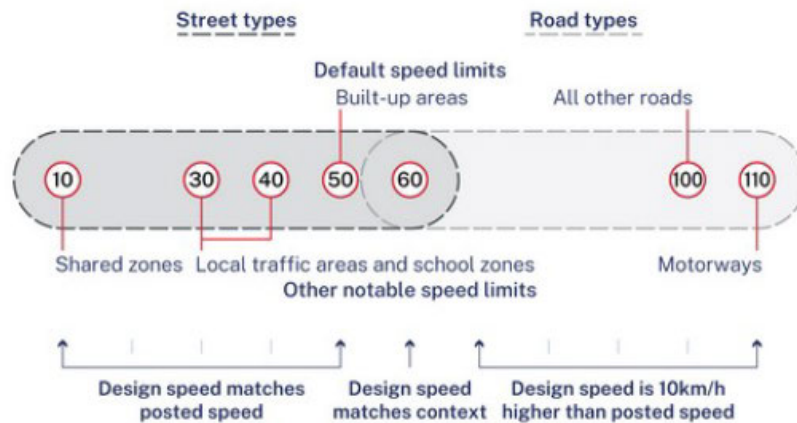 Street types
Road types
Default speed limits
Built-up areas
All other roads
10
30
40
50
60
100
110
Shared zones
Local traffic areas and school zones
Motorways
Other notable speed limits
Design speed matches
posted speed
Design speed
matches context
Design speed is 10km/h
higher than posted speed